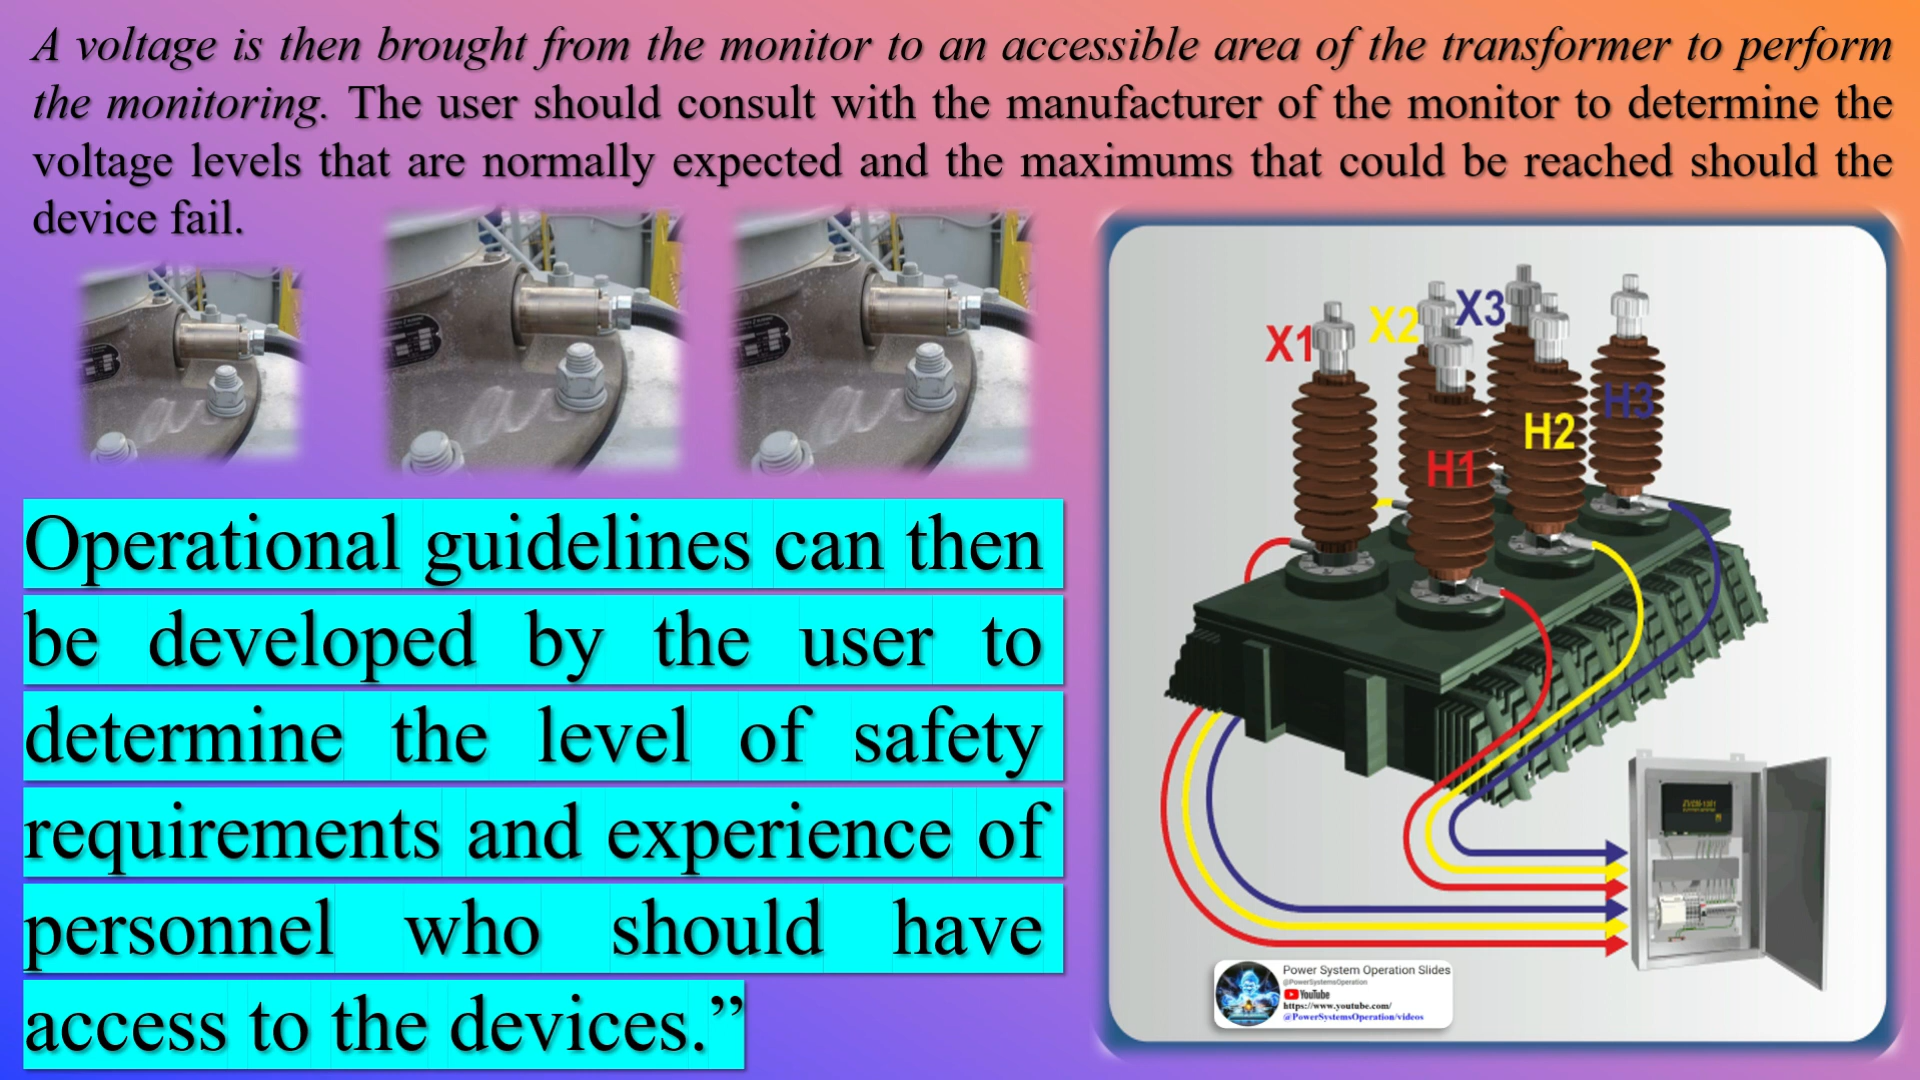 A voltage is then brought from the monitor to an accessible area of the transformer to perform
the monitoring. The user should consult with the manufacturer of the monitor to determine the
voltage levels that are normally expected and the maximums that could be reached should the
device fail.
Operational guidelines can then
be developed by the user to
determine the level of safety
requirements and experience of
personnel who should have
access to the devices.”
X1
X2
X3
H1
H2
H3
Power System Operation Slides
@PowerSystemsOperation
YouTube
https://www.youtube.com/
@PowerSystemsOperation/videos